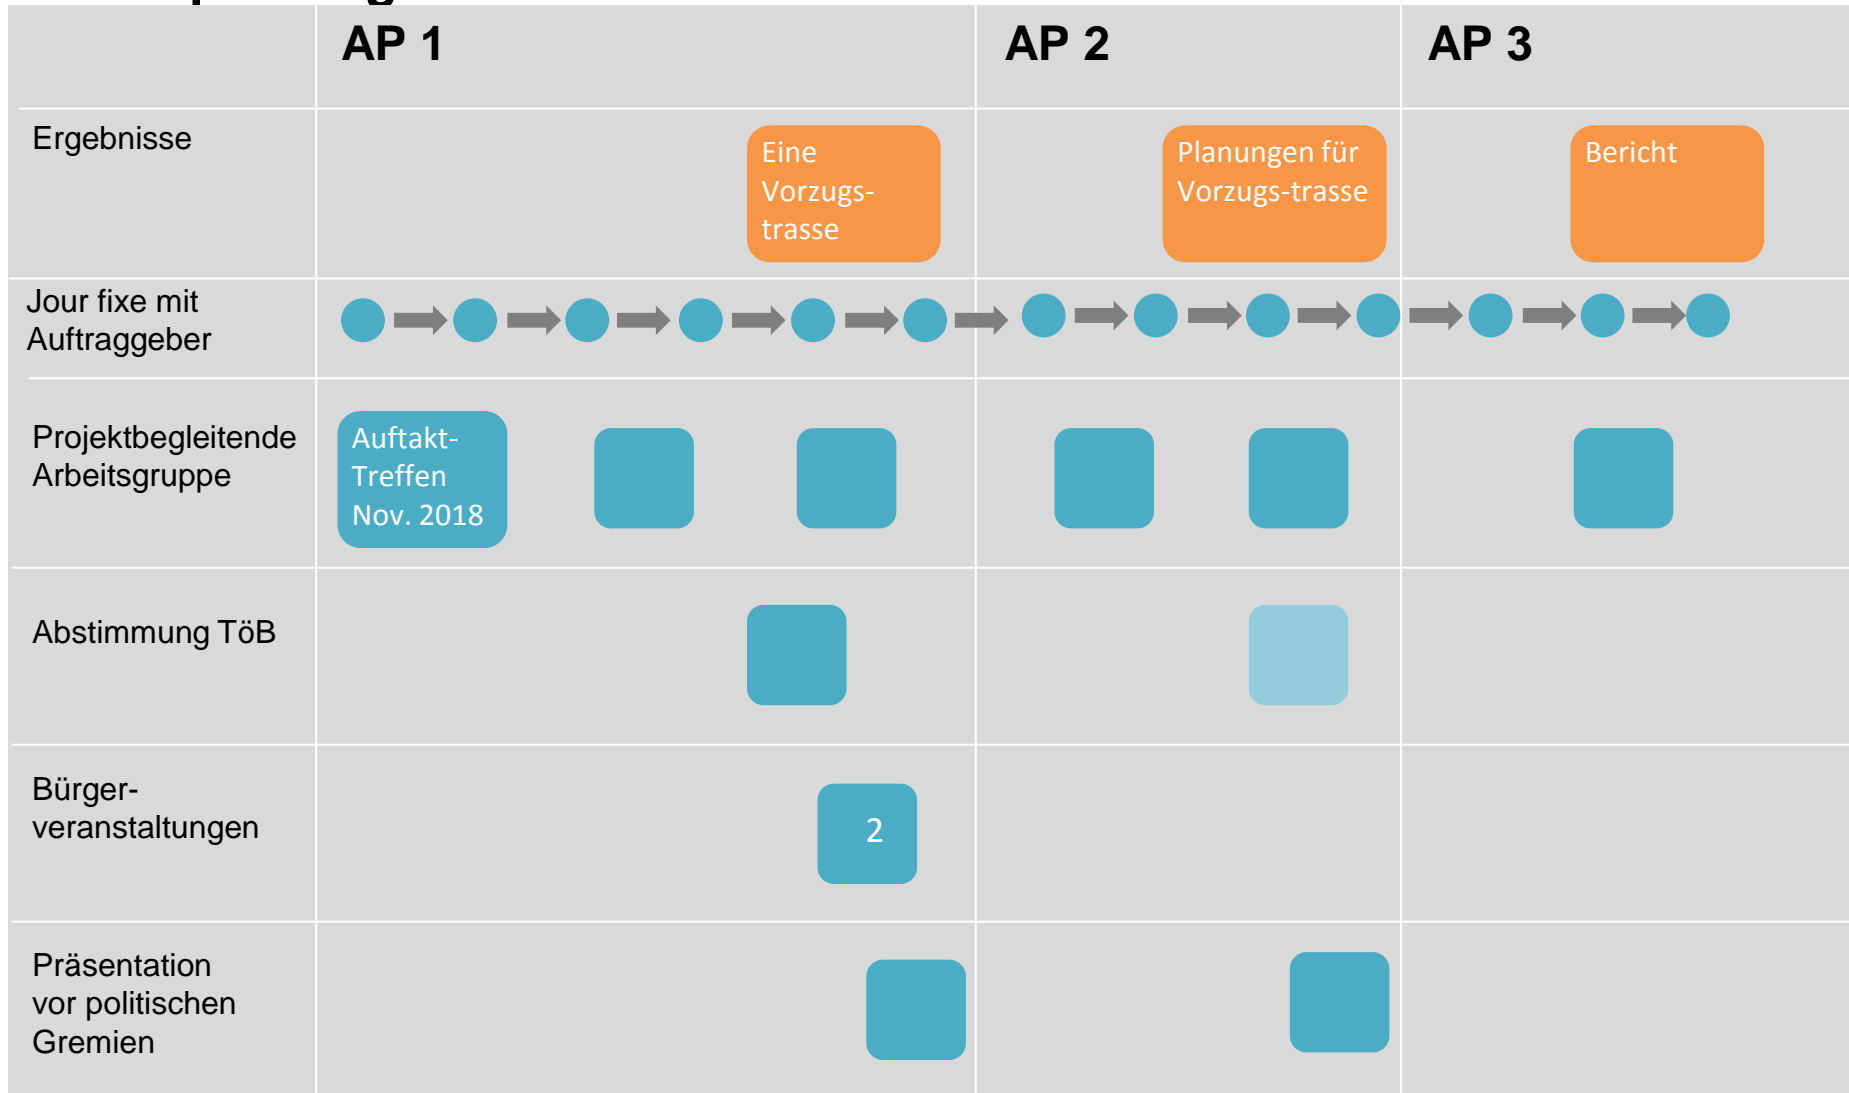 AP 1
AP 2
AP 3
Ergebnisse
Eine
Vorzugs-
trasse
Planungen für
Vorzugs-trasse
Bericht
Jour fixe mit
Auftraggeber
Projektbegleitende
Arbeitsgruppe
Auftakt-
Treffen
Nov. 2018
Abstimmung TöB
Bürger-
veranstaltungen
2
Präsentation
vor politischen
Gremien